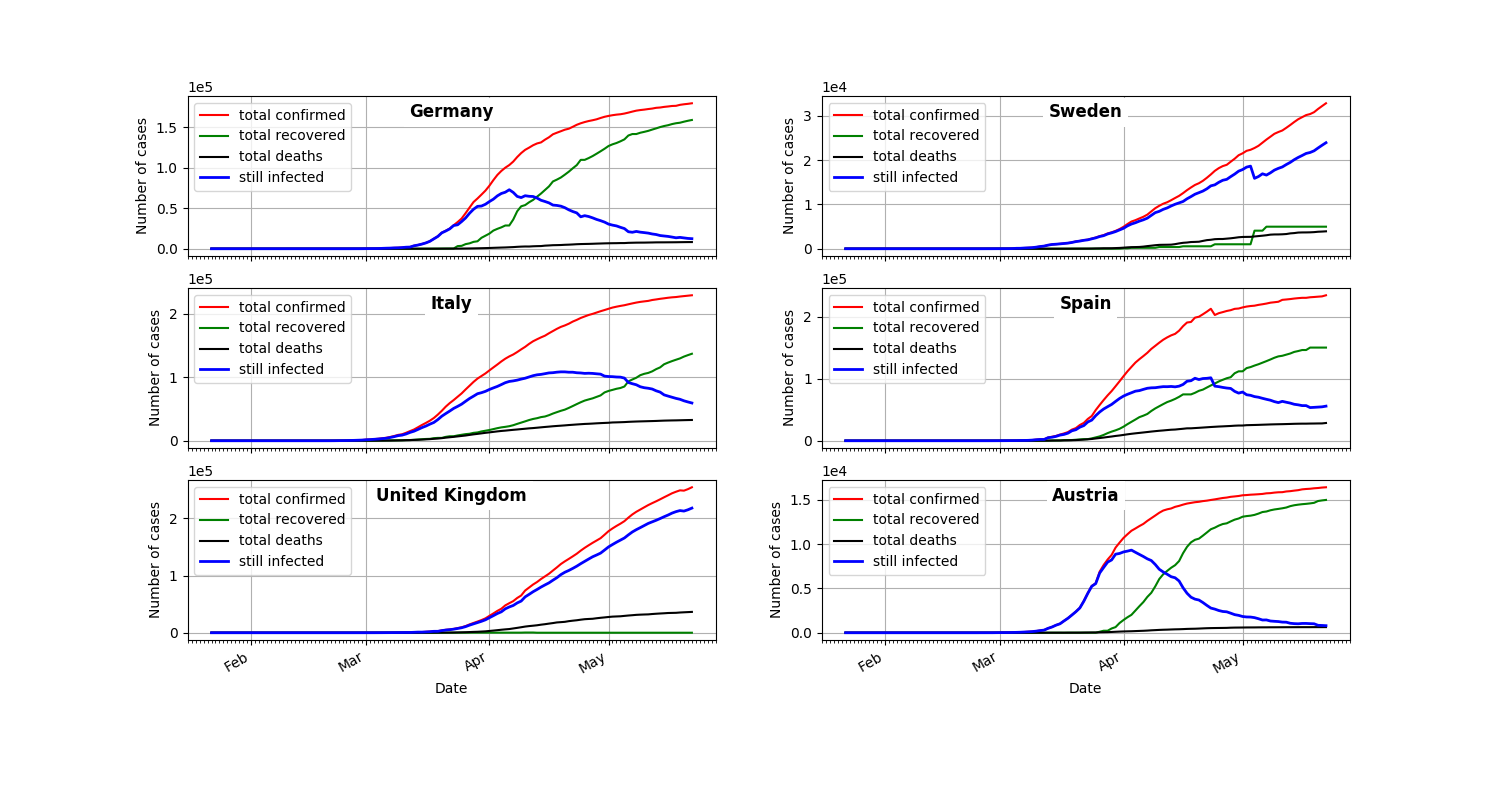 1e5
Germany
total confirmed
total recovered
total deaths
still infected
Number of cases
1.5
1.0
0.5
0.0
1e4
Sweden
total confirmed
total recovered
total deaths
still infected
Number of cases
3
2
1
0
1e5
Italy
total confirmed
total recovered
total deaths
still infected
Number of cases
2
1
0
1e5
Spain
total confirmed
total recovered
total deaths
still infected
Number of cases
2
1
0
1e5
United Kingdom
total confirmed
total recovered
total deaths
still infected
Number of cases
2
1
0
Feb
Mar
Apr
May
Date
1e4
Austria
total confirmed
total recovered
total deaths
still infected
Number of cases
1.5
1.0
0.5
0.0
Feb
Mar
Apr
May
Date